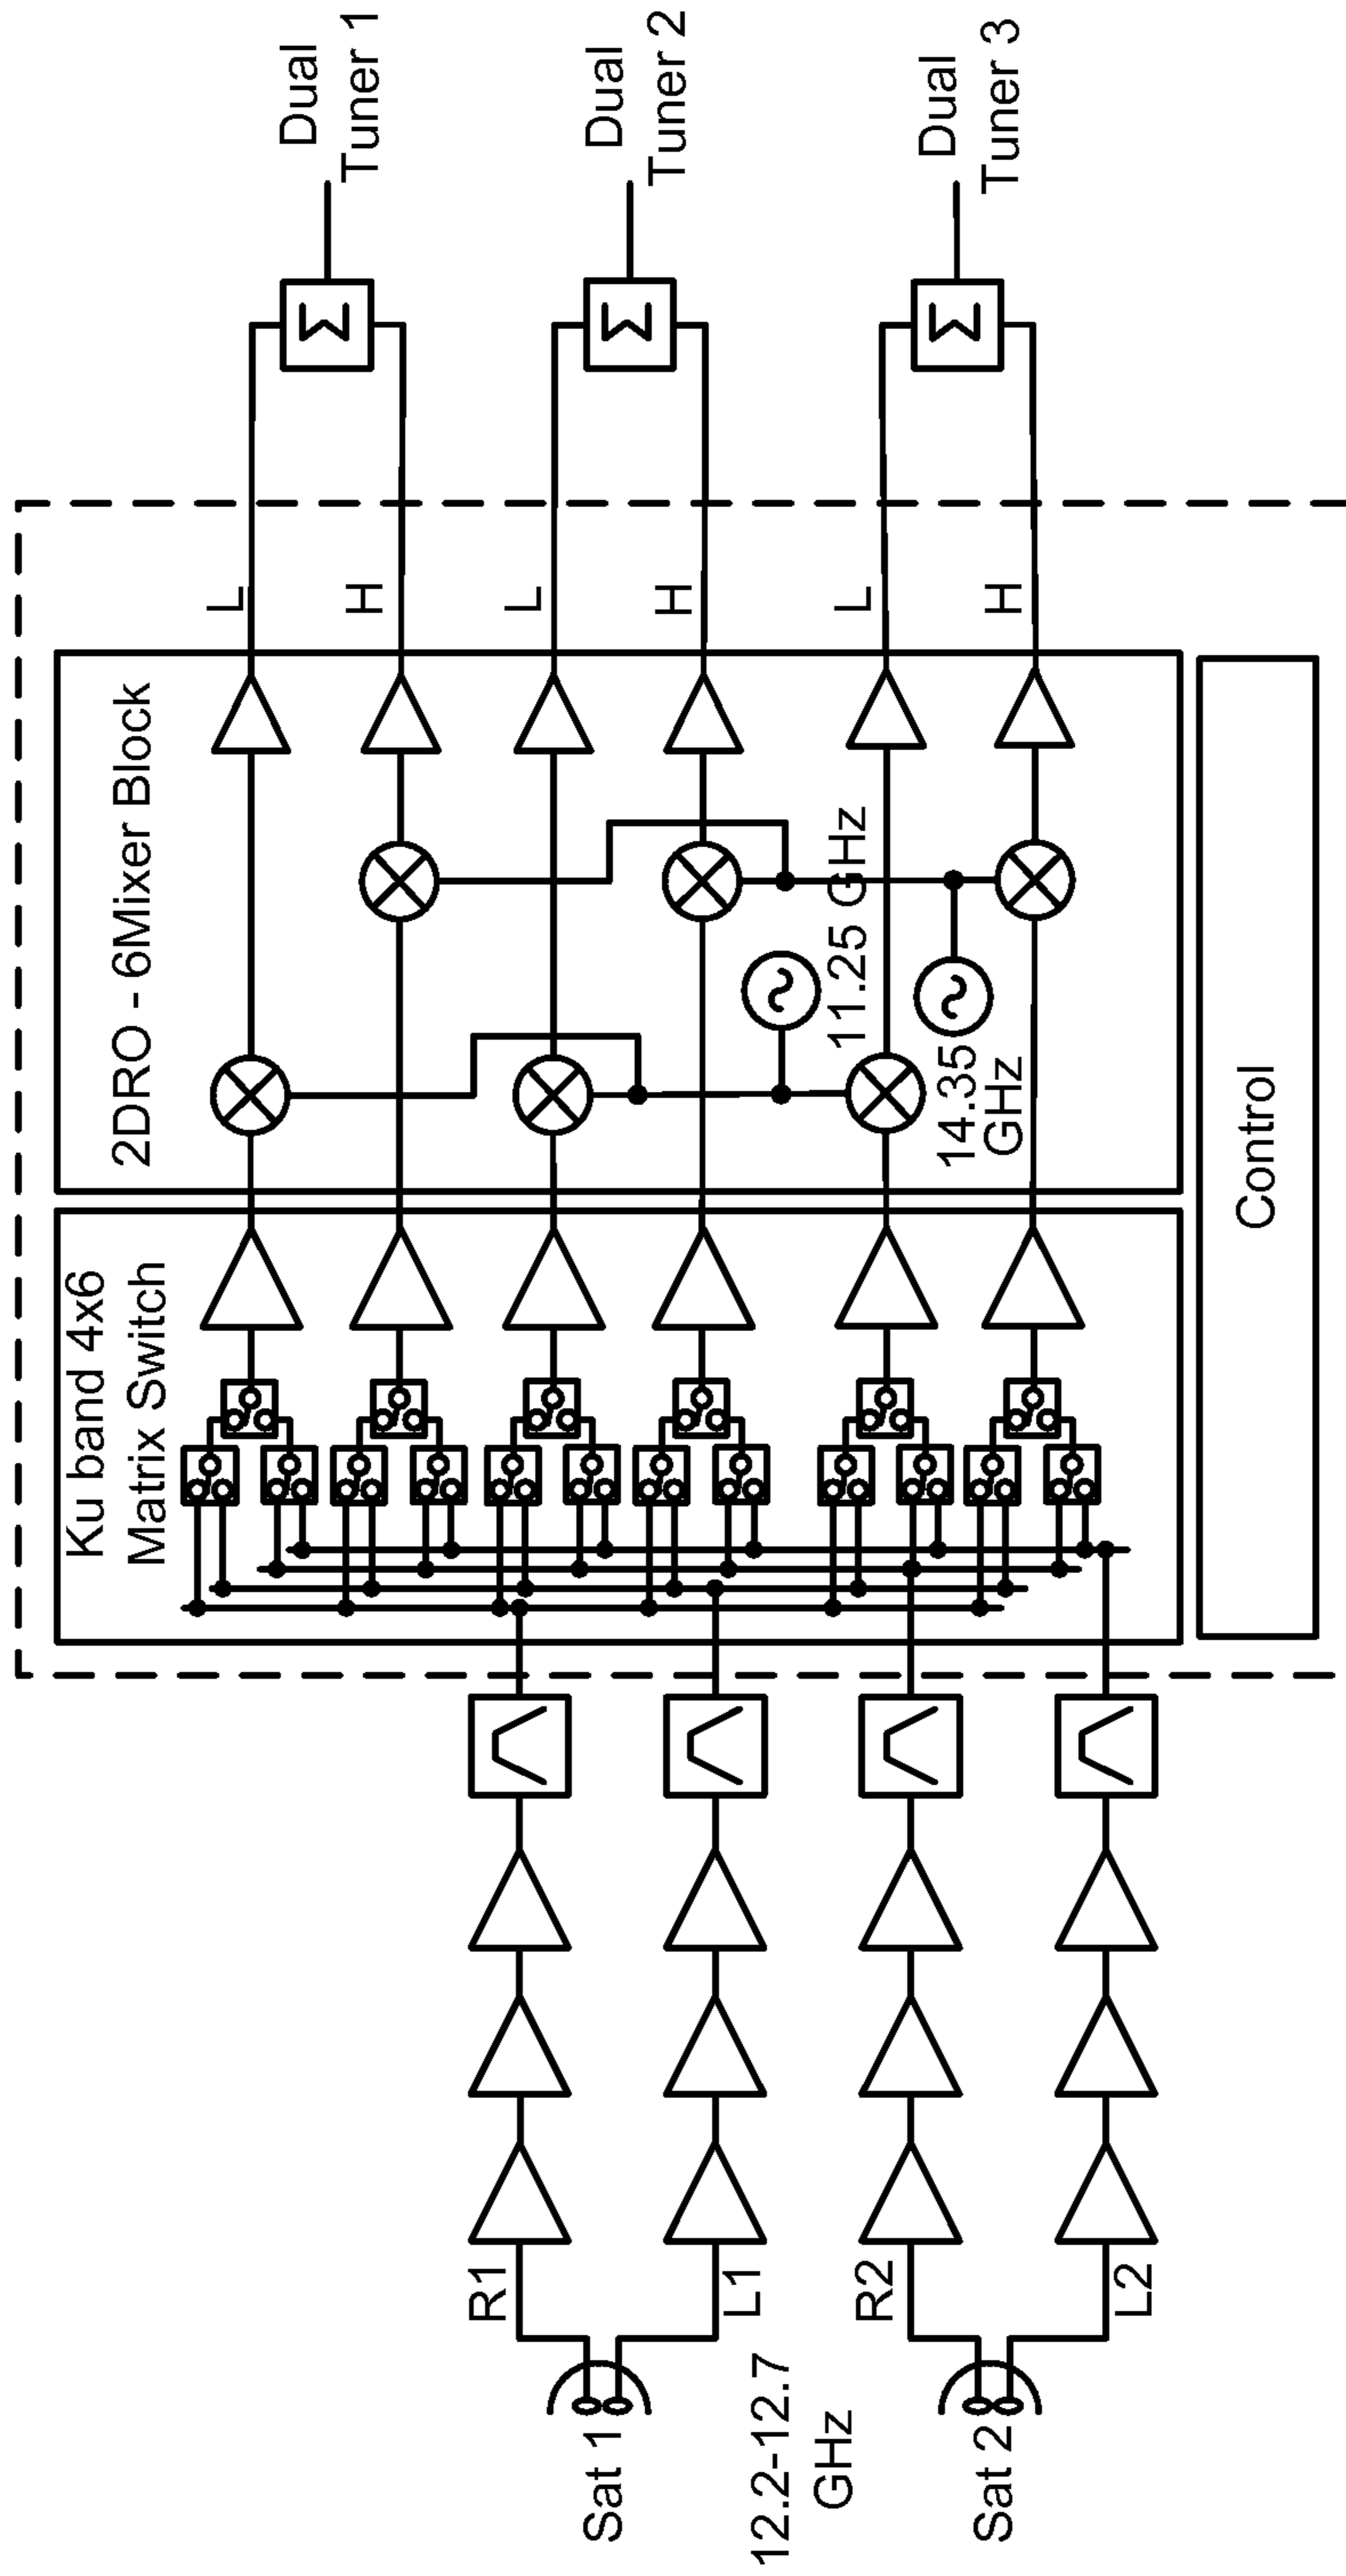 Sat 1
12.2-12.7
GHz
Sat 2
R1
L1
R2
L2
Ku band 4x6
Matrix Switch
2DRO - 6Mixer Block
11.25 GHz
14.35
GHz
Control
L
H
L
H
L
H
Σ
Σ
Σ
Dual
Tuner 1
Dual
Tuner 2
Dual
Tuner 3